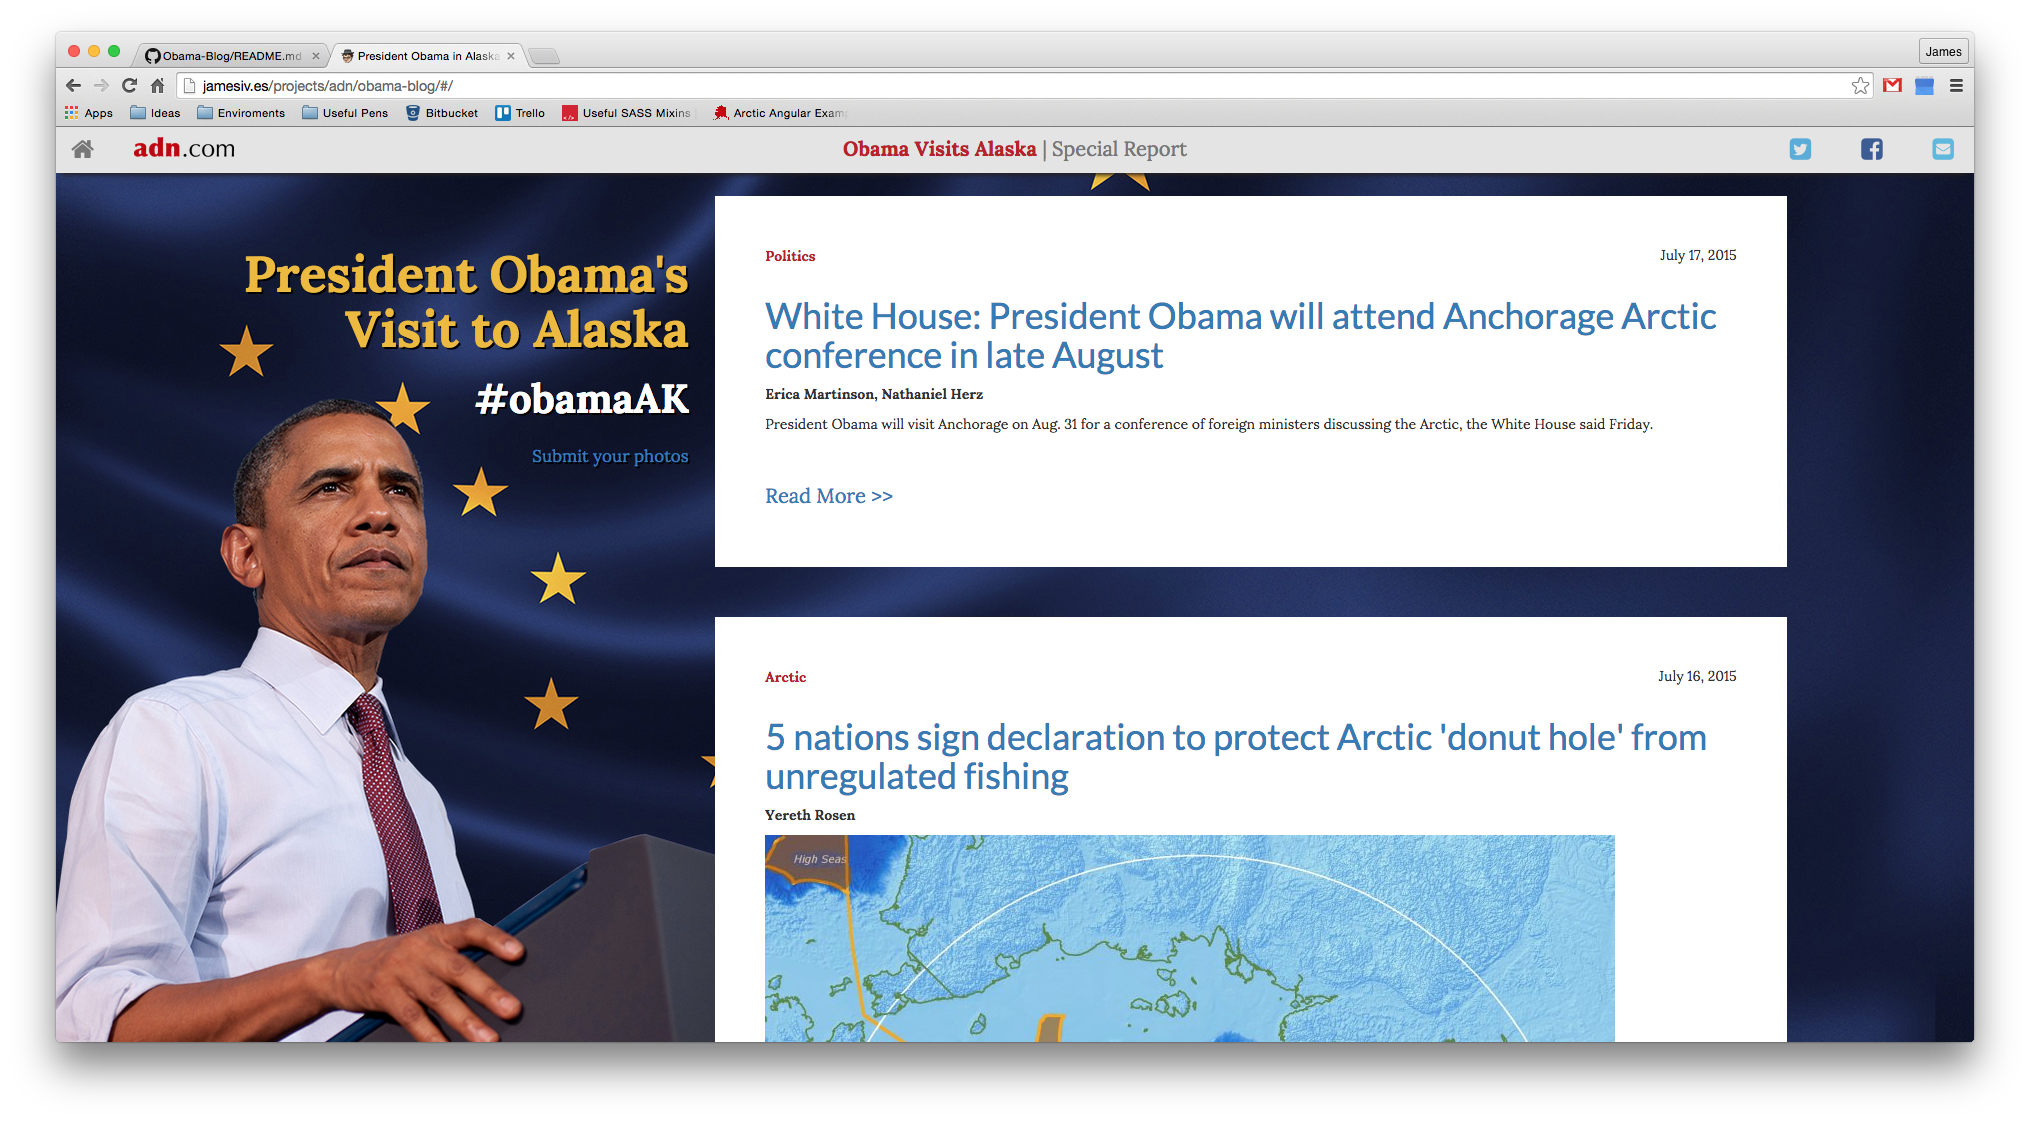 Obama-Blog/README.md
President Obama in Alaska
James
jamesiv.es/projects/adn/obama-blog/#/
Apps Ideas Enviroments Useful Pens Bitbucket Trello Useful SASS Mixins Arctic Angular Exam
adn.com
Obama Visits Alaska | Special Report
President Obama's
Visit to Alaska
#obamaAK
Submit your photos
Politics
July 17, 2015
White House: President Obama will attend Anchorage Arctic
conference in late August
Erica Martinson, Nathaniel Herz
President Obama will visit Anchorage on Aug. 31 for a conference of foreign ministers discussing the Arctic, the White House said Friday.
Read More >>
Arctic
July 16, 2015
5 nations sign declaration to protect Arctic 'donut hole' from
unregulated fishing
Yereth Rosen
High Seas